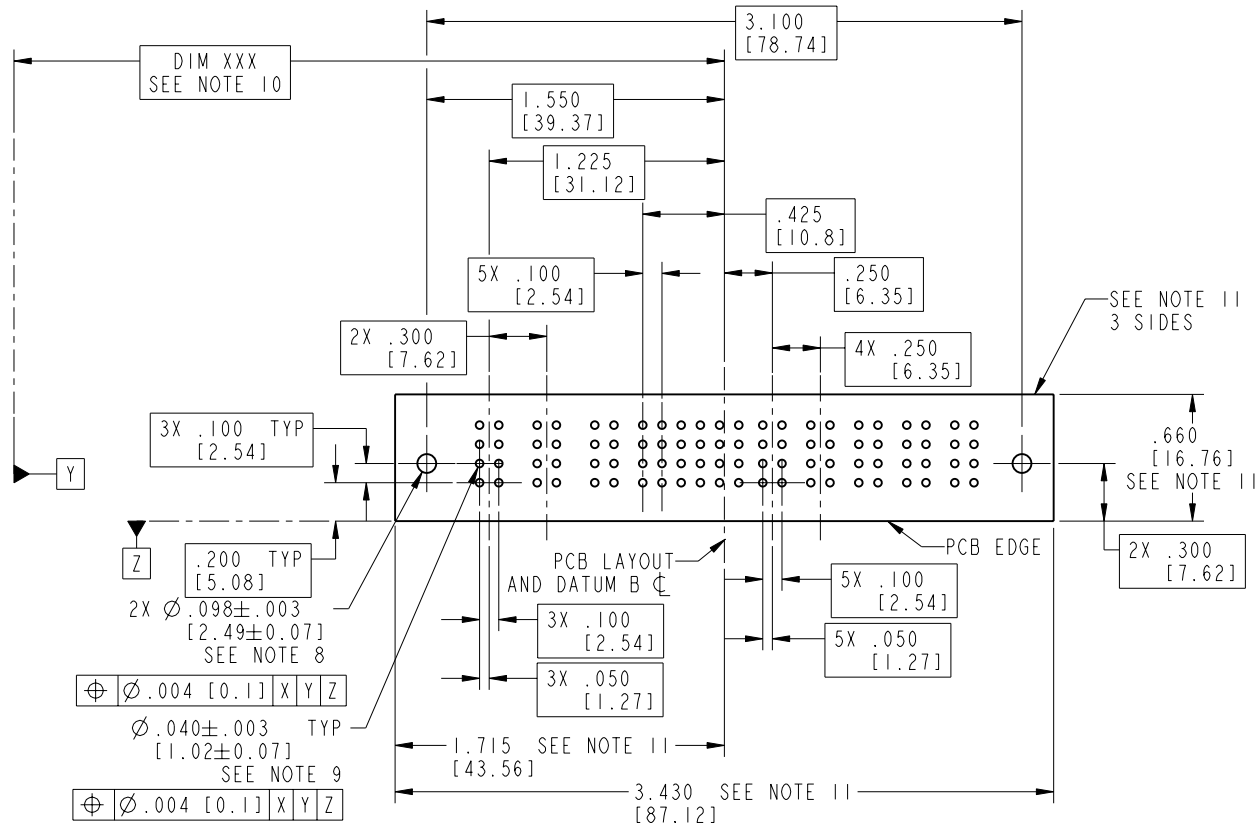 3.100
[78.74]
DIM XXX
SEE NOTE 10
1.550
[39.37]
1.225
[31.12]
.425
[10.8]
5X .100
[2.54]
.250
[6.35]
SEE NOTE 11
3 SIDES
2X .300
[7.62]
4X .250
[6.35]
3X .100 TYP
[2.54]
.660
[16.76]
SEE NOTE 11
Y
Z
.200 TYP
[5.08]
PCB LAYOUT
AND DATUM B ℄
PCB EDGE
2X .300
[7.62]
2X Ø.098±.003
[2.49±0.07]
SEE NOTE 8
3X .100
[2.54]
5X .100
[2.54]
5X .050
[1.27]
⌖ Ø.004 [0.1] X Y Z
3X .050
[1.27]
Ø.040±.003 TYP
[1.02±0.07]
SEE NOTE 9
1.715 SEE NOTE 11
[43.56]
⌖ Ø.004 [0.1] X Y Z
3.430 SEE NOTE 11
[87.12]